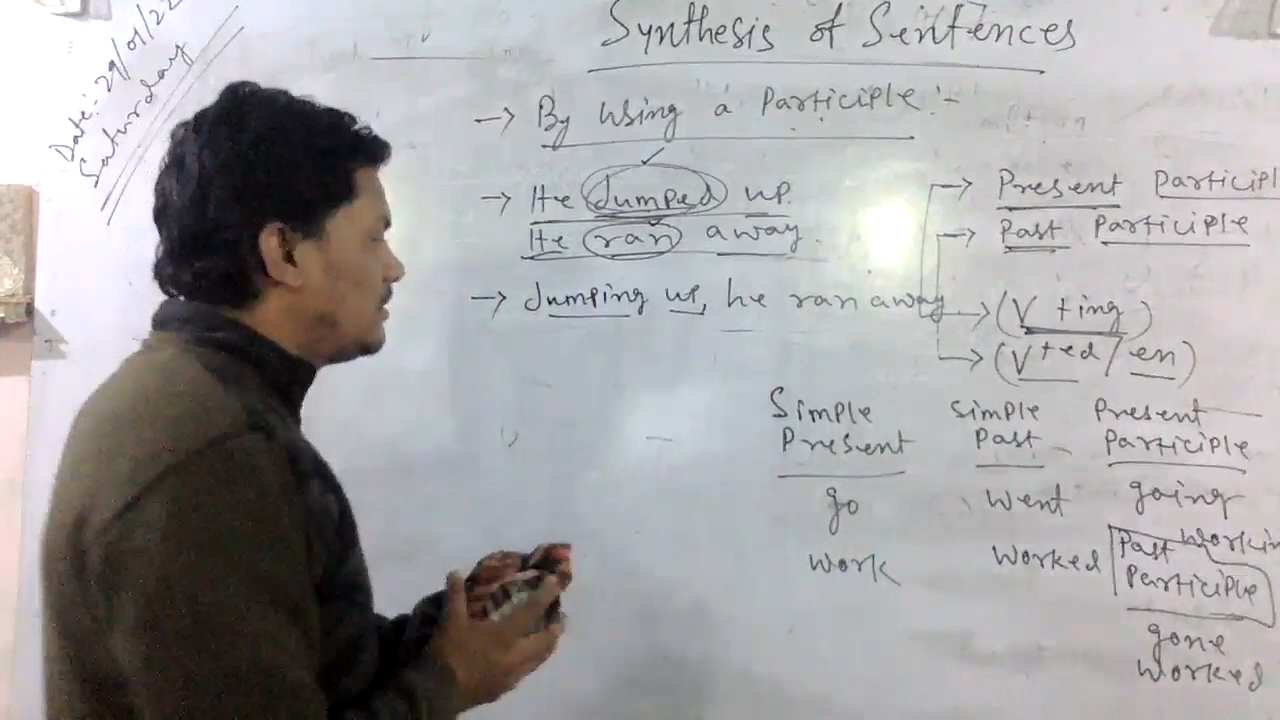 Date:- 29/01/22
Saturday
Synthesis of Sentences
→ By using a Participle :-
→ He Jumped up.
He ran away.
→ Jumping up, he ran away
→ Present Participl
→ Past Participle
→ (V +ing)
→ (V +ed / en)
Simple Present
Simple Past
Present Participle
go
went
going
work
worked
workin
Past Participle
gone
worked